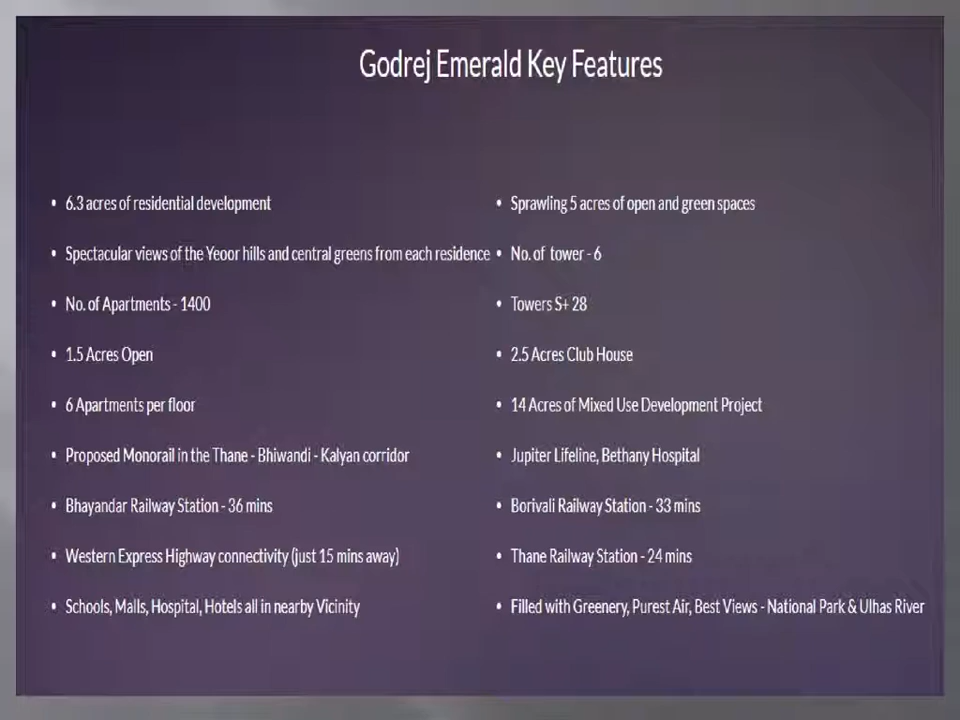 Godrej Emerald Key Features
• 6.3 acres of residential development
• Spectacular views of the Yeoor hills and central greens from each residence
• No. of Apartments - 1400
• 1.5 Acres Open
• 6 Apartments per floor
• Proposed Monorail in the Thane - Bhiwandi - Kalyan corridor
• Bhayandar Railway Station - 36 mins
• Western Express Highway connectivity (just 15 mins away)
• Schools, Malls, Hospital, Hotels all in nearby Vicinity
• Sprawling 5 acres of open and green spaces
• No. of tower - 6
• Towers S+ 28
• 2.5 Acres Club House
• 14 Acres of Mixed Use Development Project
• Jupiter Lifeline, Bethany Hospital
• Borivali Railway Station - 33 mins
• Thane Railway Station - 24 mins
• Filled with Greenery, Purest Air, Best Views - National Park & Ulhas River